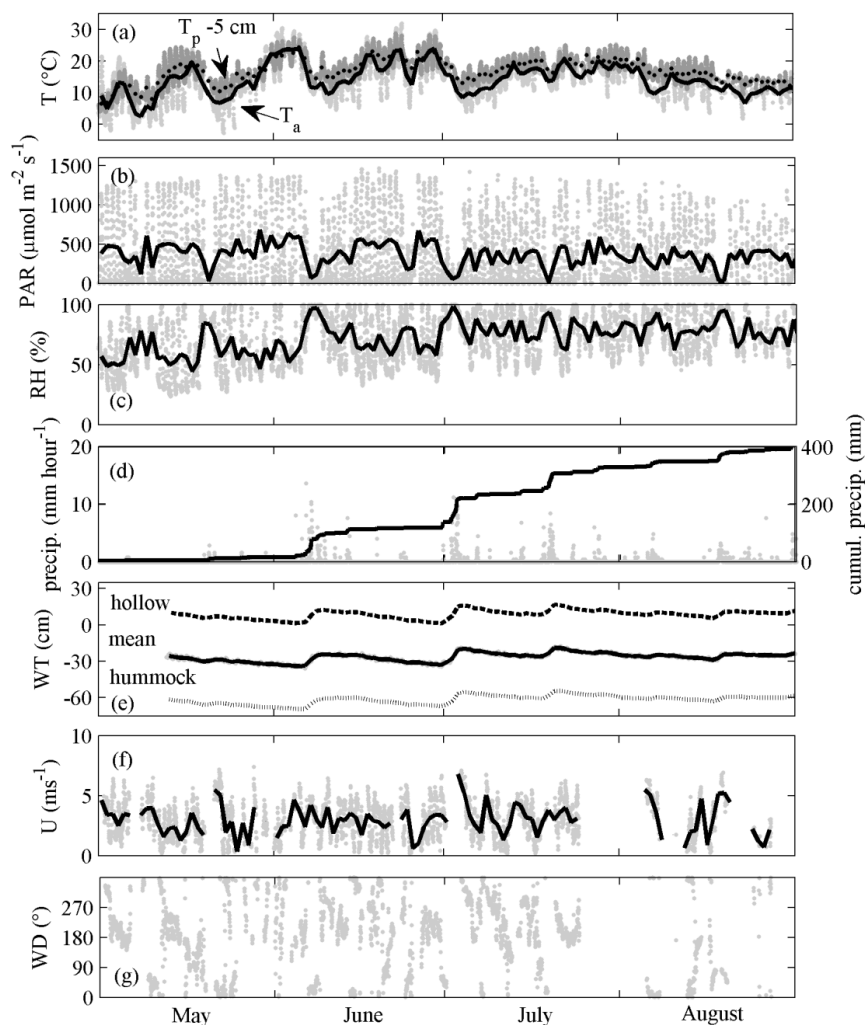 (a)
T (°C)
30
20
10
0
T_p -5 cm
T_a
(b)
PAR (µmol m⁻² s⁻¹)
1500
1000
500
0
(c)
RH (%)
100
50
0
(d)
precip. (mm hour⁻¹)
20
10
0
cumul. precip. (mm)
400
200
0
(e)
WT (cm)
30
0
-30
-60
hollow
mean
hummock
(f)
U (ms⁻¹)
10
5
0
(g)
WD (°)
270
180
90
0
May June July August